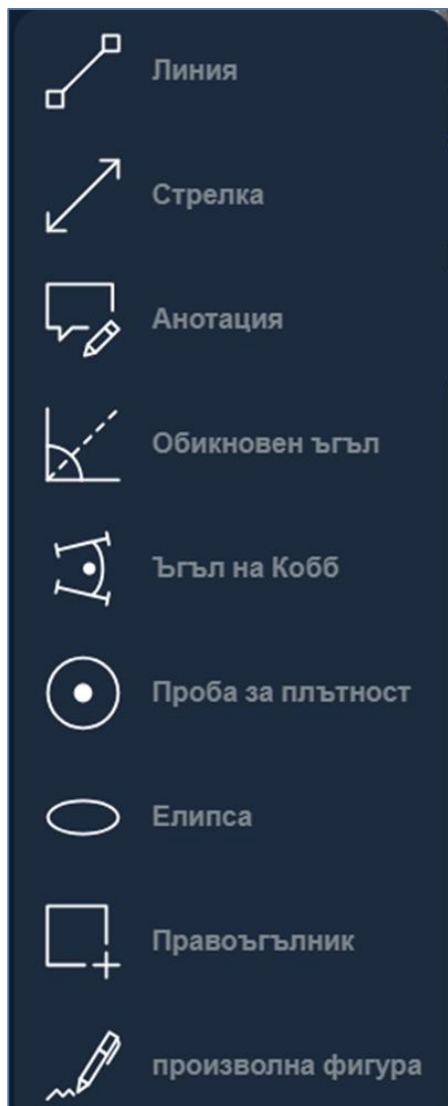 Линия
Стрелка
Анотация
Обикновен ъгъл
Ъгъл на Кобб
Проба за плътност
Елипса
Правоъгълник
произволна фигура